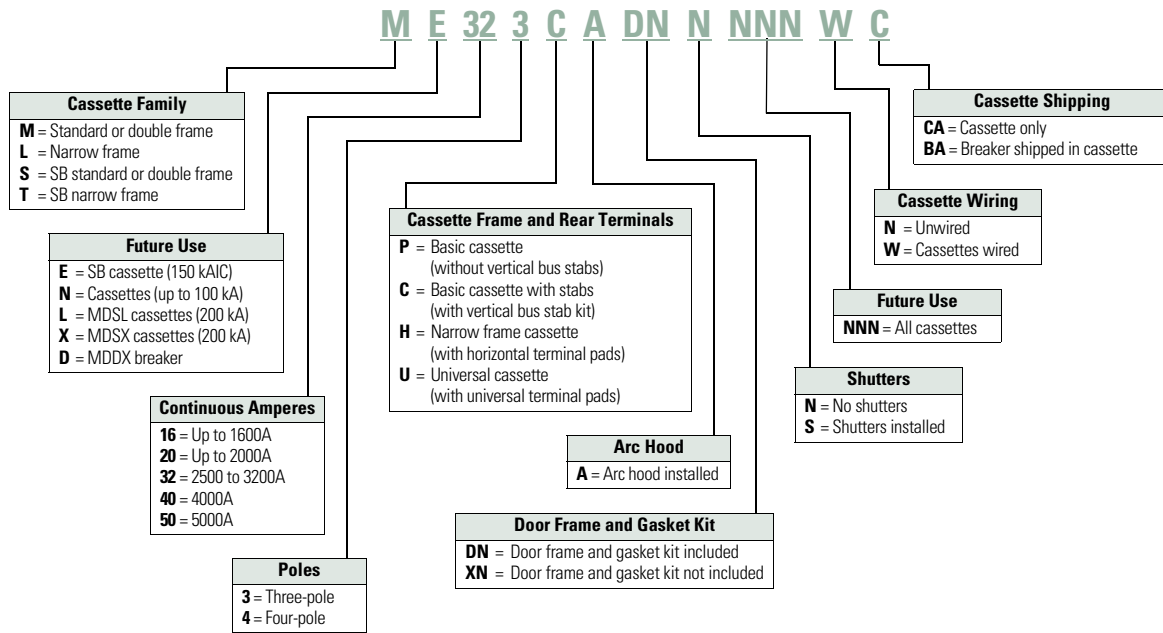 M E 32 3 C A DN N NNN W C
Cassette Family
M = Standard or double frame
L = Narrow frame
S = SB standard or double frame
T = SB narrow frame
Future Use
E = SB cassette (150 kAIC)
N = Cassettes (up to 100 kA)
L = MDSL cassettes (200 kA)
X = MDSX cassettes (200 kA)
D = MDDX breaker
Continuous Amperes
16 = Up to 1600A
20 = Up to 2000A
32 = 2500 to 3200A
40 = 4000A
50 = 5000A
Poles
3 = Three-pole
4 = Four-pole
Cassette Frame and Rear Terminals
P = Basic cassette
(without vertical bus stabs)
C = Basic cassette with stabs
(with vertical bus stab kit)
H = Narrow frame cassette
(with horizontal terminal pads)
U = Universal cassette
(with universal terminal pads)
Arc Hood
A = Arc hood installed
Door Frame and Gasket Kit
DN = Door frame and gasket kit included
XN = Door frame and gasket kit not included
Shutters
N = No shutters
S = Shutters installed
Future Use
NNN = All cassettes
Cassette Wiring
N = Unwired
W = Cassettes wired
Cassette Shipping
CA = Cassette only
BA = Breaker shipped in cassette